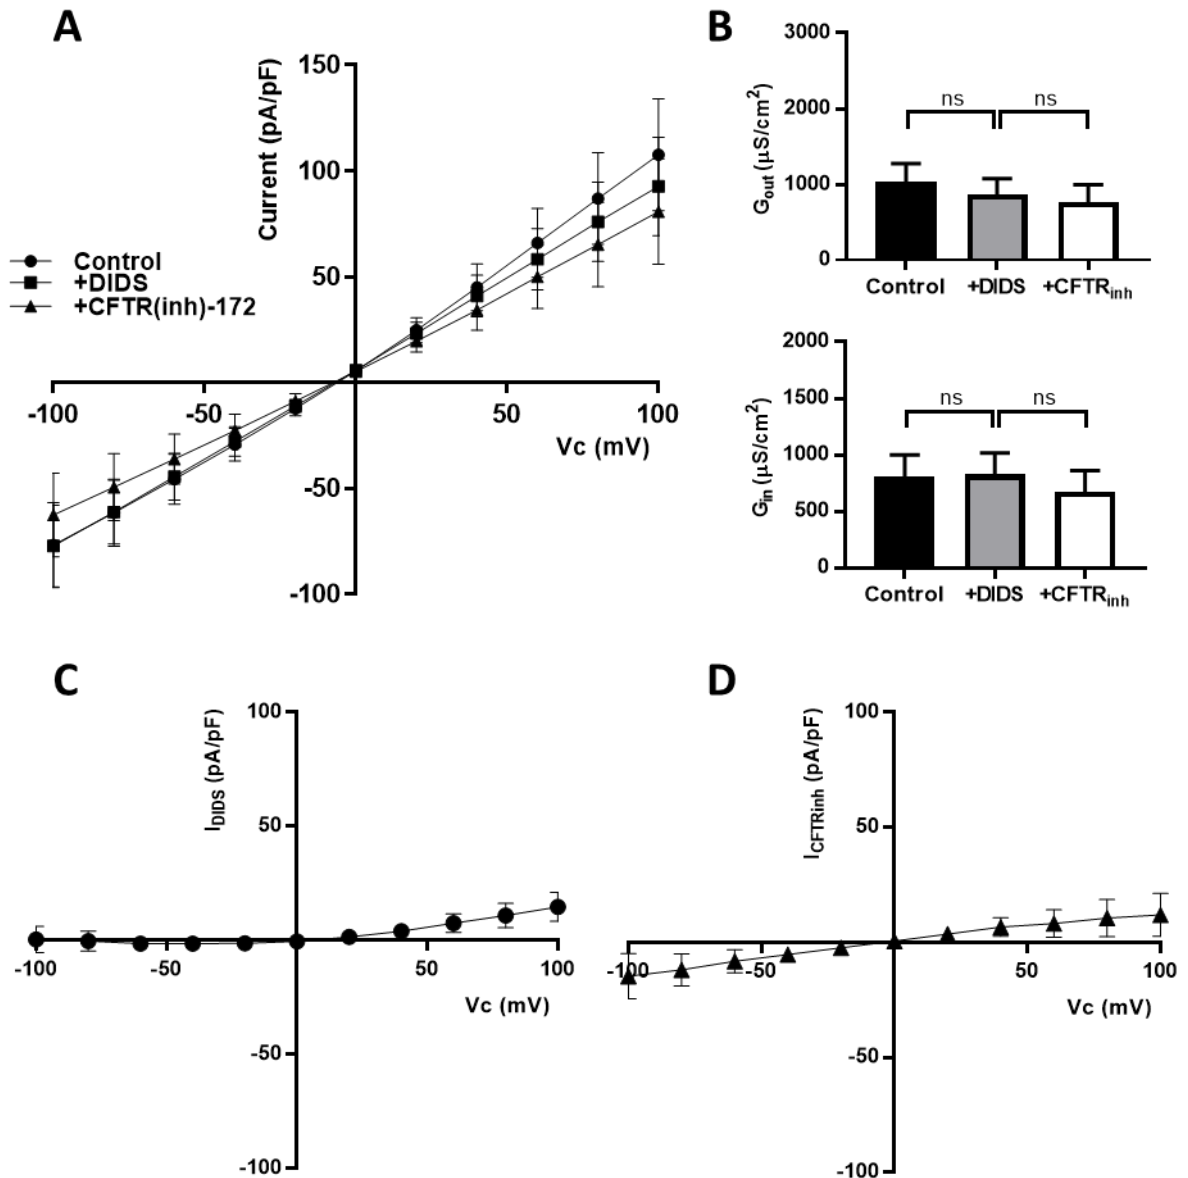 A
Current (pA/pF)
150
100
50
-50
-100
-100
-50
50
100
Vc (mV)
Control
+DIDS
+CFTR(inh)-172
B
Gout (µS/cm²)
3000
2000
1000
0
ns
ns
Control
+DIDS
+CFTRinh
Gin (µS/cm²)
2000
1500
1000
500
0
ns
ns
Control
+DIDS
+CFTRinh
C
IDIDS (pA/pF)
100
50
-50
-100
-100
-50
50
100
Vc (mV)
D
ICFTRinh (pA/pF)
100
50
-50
-100
-100
-50
50
100
Vc (mV)